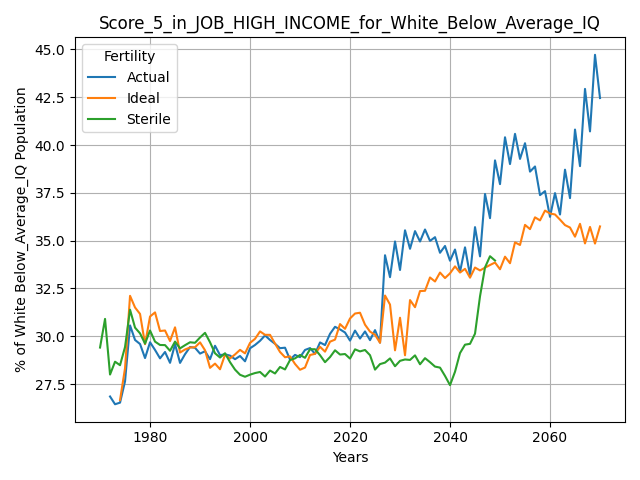 Score_5_in_JOB_HIGH_INCOME_for_White_Below_Average_IQ
Fertility
Actual
Ideal
Sterile
% of White Below_Average_IQ Population
45.0
42.5
40.0
37.5
35.0
32.5
30.0
27.5
1980 2000 2020 2040 2060
Years